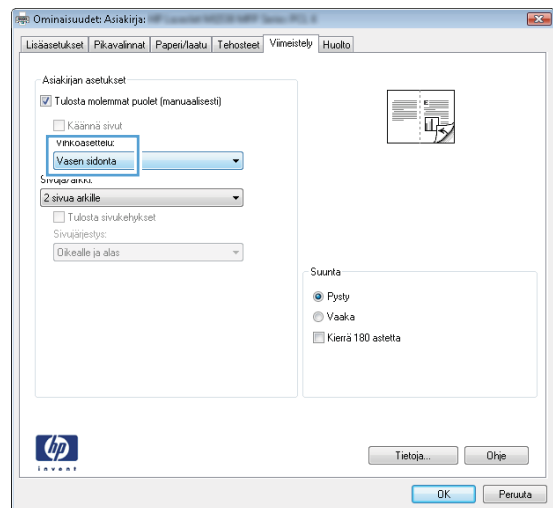 Ominaisuudet: Asiakirja:
Lisäasetukset Pikavalinnat Paperi/laatu Tehosteet Viimeistely Huolto
Asiakirjan asetukset
Tulosta molemmat puolet (manuaalisesti)
Käännä sivut
Vihkoasettelu:
Vasen sidonta
Sivuja/arkki:
2 sivua arkille
Tulosta sivukehykset
Sivujärjestys:
Oikealle ja alas
Suunta
Pysty
Vaaka
Kierrä 180 astetta
hp
invent
Tietoja... Ohje
OK Peruuta